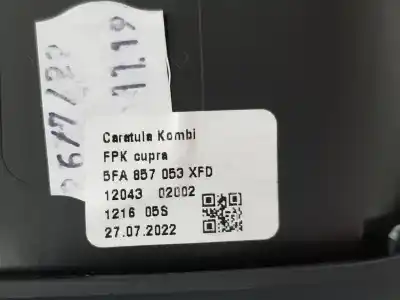 Caratula Kombi
FPK cupra
5FA 857 053 XFD
12043 02002
1216 05S
27.07.2022